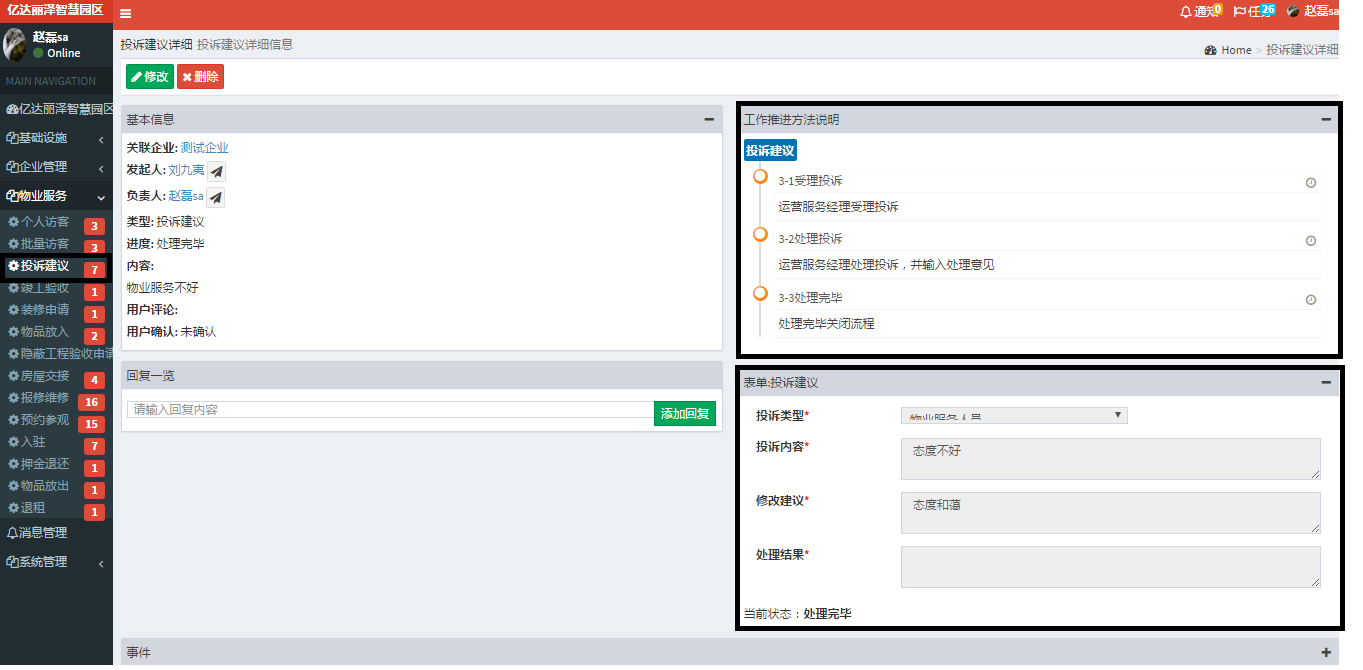 亿达丽泽智慧园区
通知 0
任务 26
赵磊sa
赵磊sa
Online
MAIN NAVIGATION
亿达丽泽智慧园区
基础设施
企业管理
物业服务
个人访客 3
批量访客 3
投诉建议 7
竣工验收 1
装修申请 1
物品放入 2
隐蔽工程验收申请
房屋交接 4
报修维修 16
预约参观 15
入驻 7
押金退还 1
物品放出 1
退租 1
消息管理
系统管理
投诉建议详细 投诉建议详细信息
Home > 投诉建议详细
修改 删除
基本信息
关联企业: 测试企业
发起人: 刘九夷
负责人: 赵磊sa
类型: 投诉建议
进度: 处理完毕
内容:
物业服务不好
用户评论:
用户确认: 未确认
回复一览
请输入回复内容 添加回复
工作推进方法说明
投诉建议
3-1受理投诉
运营服务经理受理投诉
3-2处理投诉
运营服务经理处理投诉，并输入处理意见
3-3处理完毕
处理完毕关闭流程
表单:投诉建议
投诉类型* 物业服务人员
投诉内容* 态度不好
修改建议* 态度和蔼
处理结果*
当前状态：处理完毕
事件